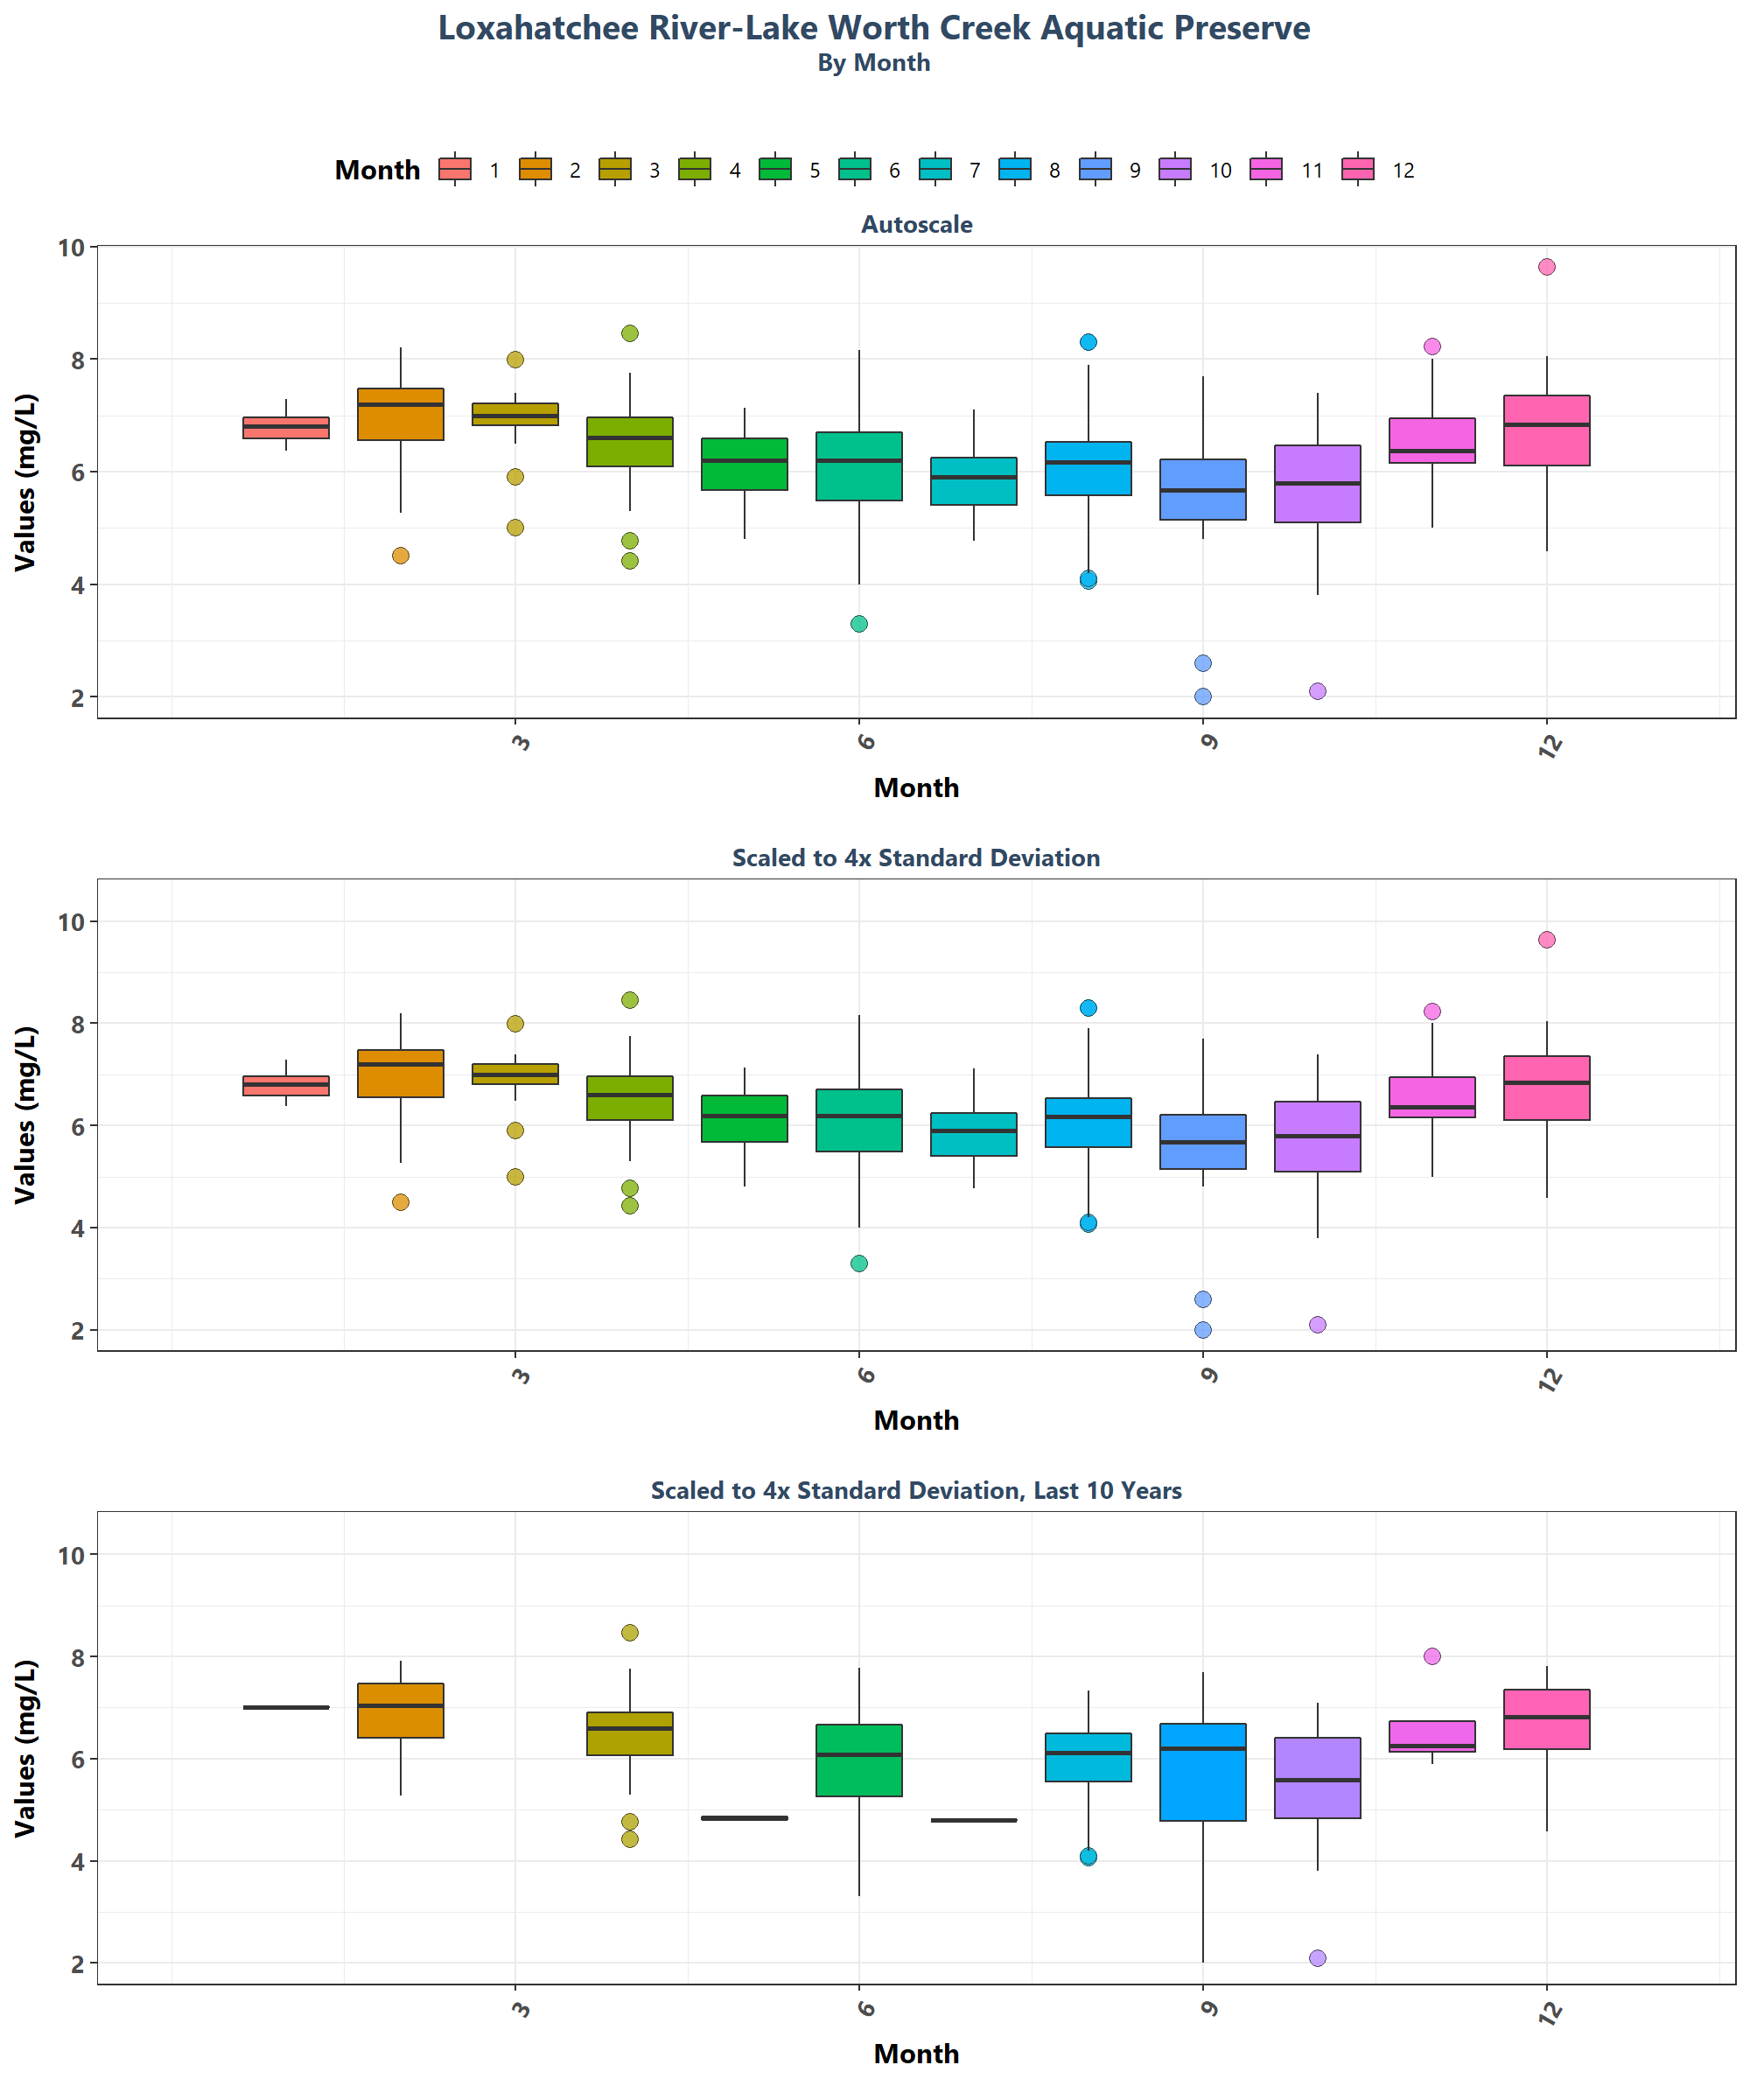 Loxahatchee River-Lake Worth Creek Aquatic Preserve
By Month
Month 1 2 3 4 5 6 7 8 9 10 11 12
Autoscale
Values (mg/L)
10
8
6
4
2
3 6 9 12
Month
Scaled to 4x Standard Deviation
Values (mg/L)
10
8
6
4
2
3 6 9 12
Month
Scaled to 4x Standard Deviation, Last 10 Years
Values (mg/L)
10
8
6
4
2
3 6 9 12
Month